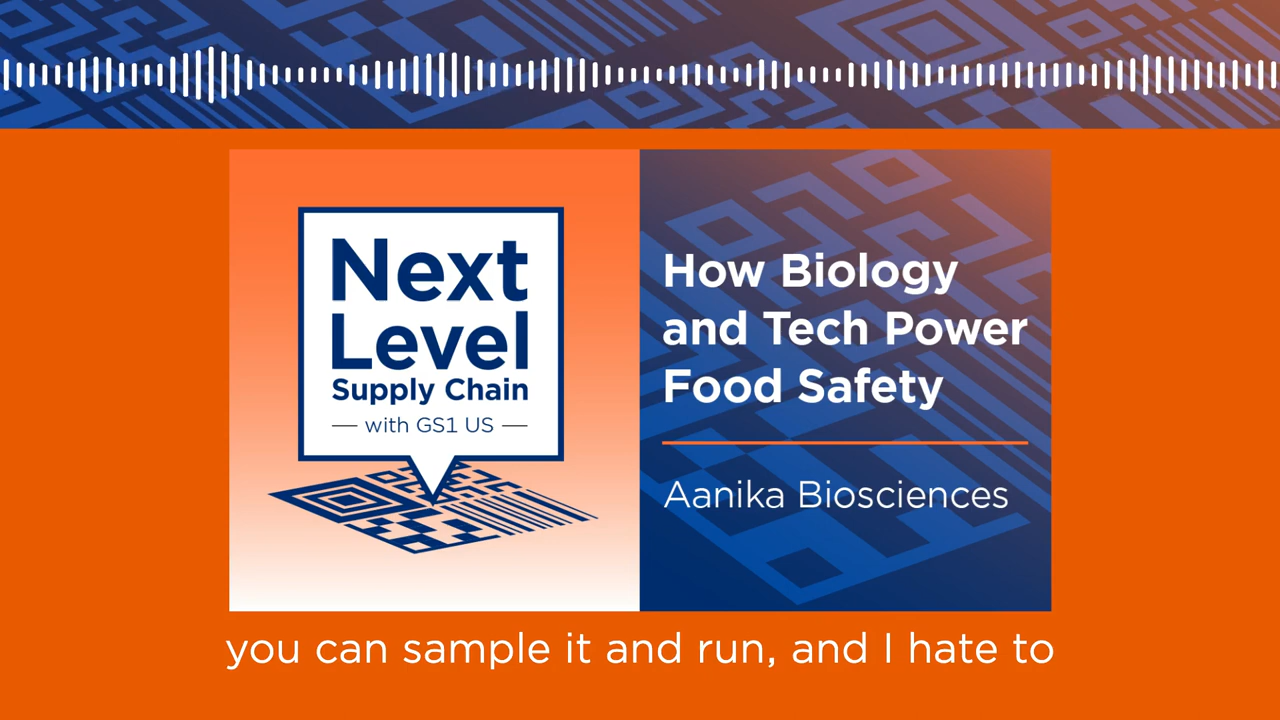 Next
Level
Supply Chain
— with GS1 US —
How Biology
and Tech Power
Food Safety
Aanika Biosciences
you can sample it and run, and I hate to